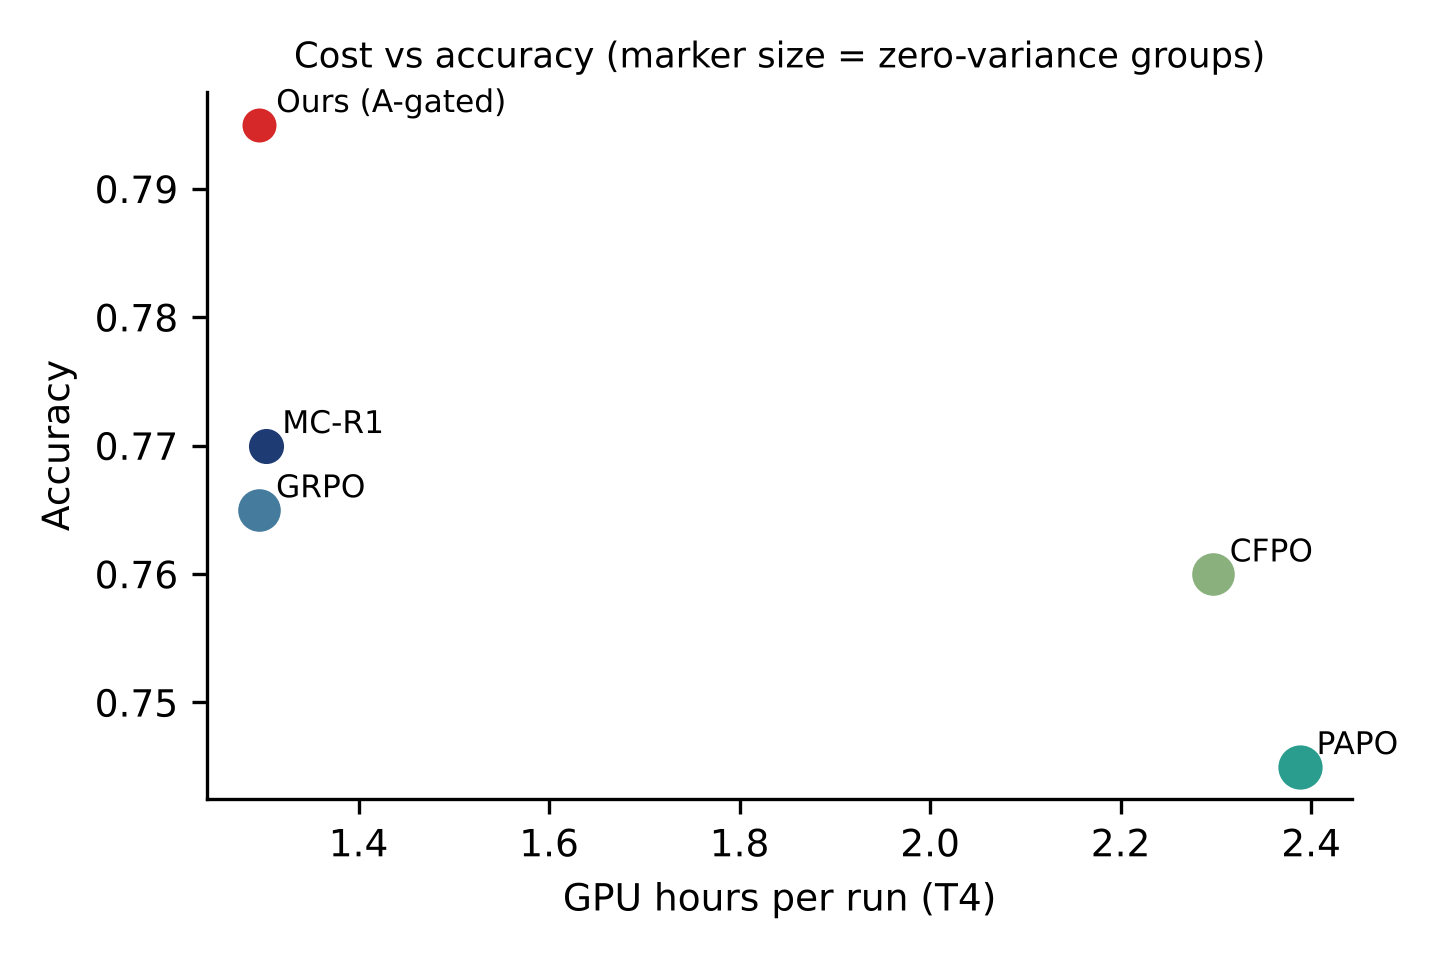 Cost vs accuracy (marker size = zero-variance groups)
Ours (A-gated)
0.79
0.78
MC-R1
0.77
GRPO
Accuracy
CFPO
0.76
0.75
PAPO
1.4 1.6 1.8 2.0 2.2 2.4
GPU hours per run (T4)